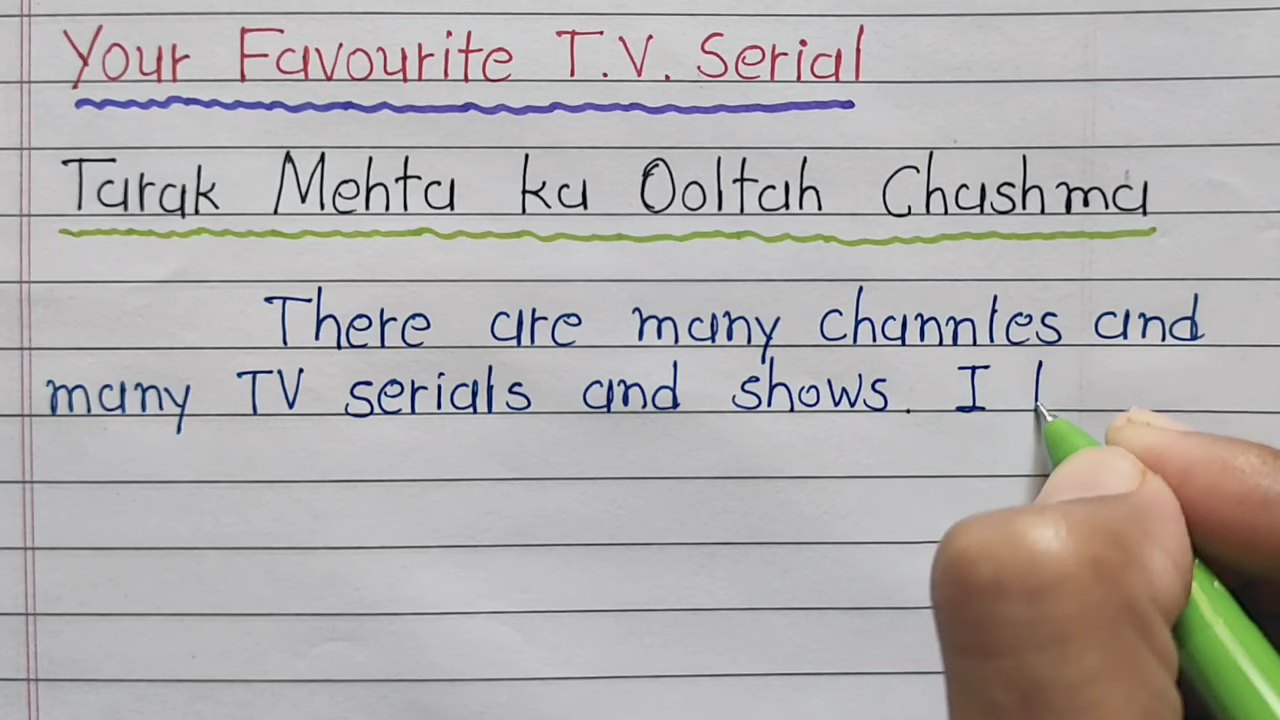 Your Favourite T.V. Serial
Tarak Mehta ka Ooltah Chashma
There are many channles and
many TV serials and shows. I l